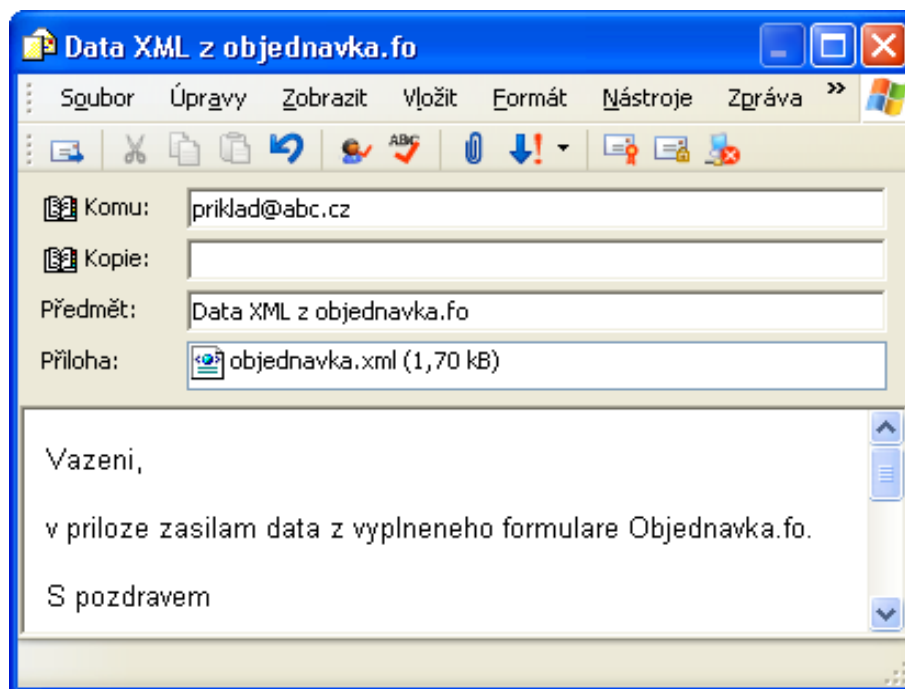 Data XML z objednavka.fo
Soubor Úpravy Zobrazit Vložit Formát Nástroje Zpráva »
ABC
Komu: priklad@abc.cz
Kopie:
Předmět: Data XML z objednavka.fo
Příloha: objednavka.xml (1,70 kB)
Vazeni,
v priloze zasilam data z vyplneneho formulare Objednavka.fo.
S pozdravem